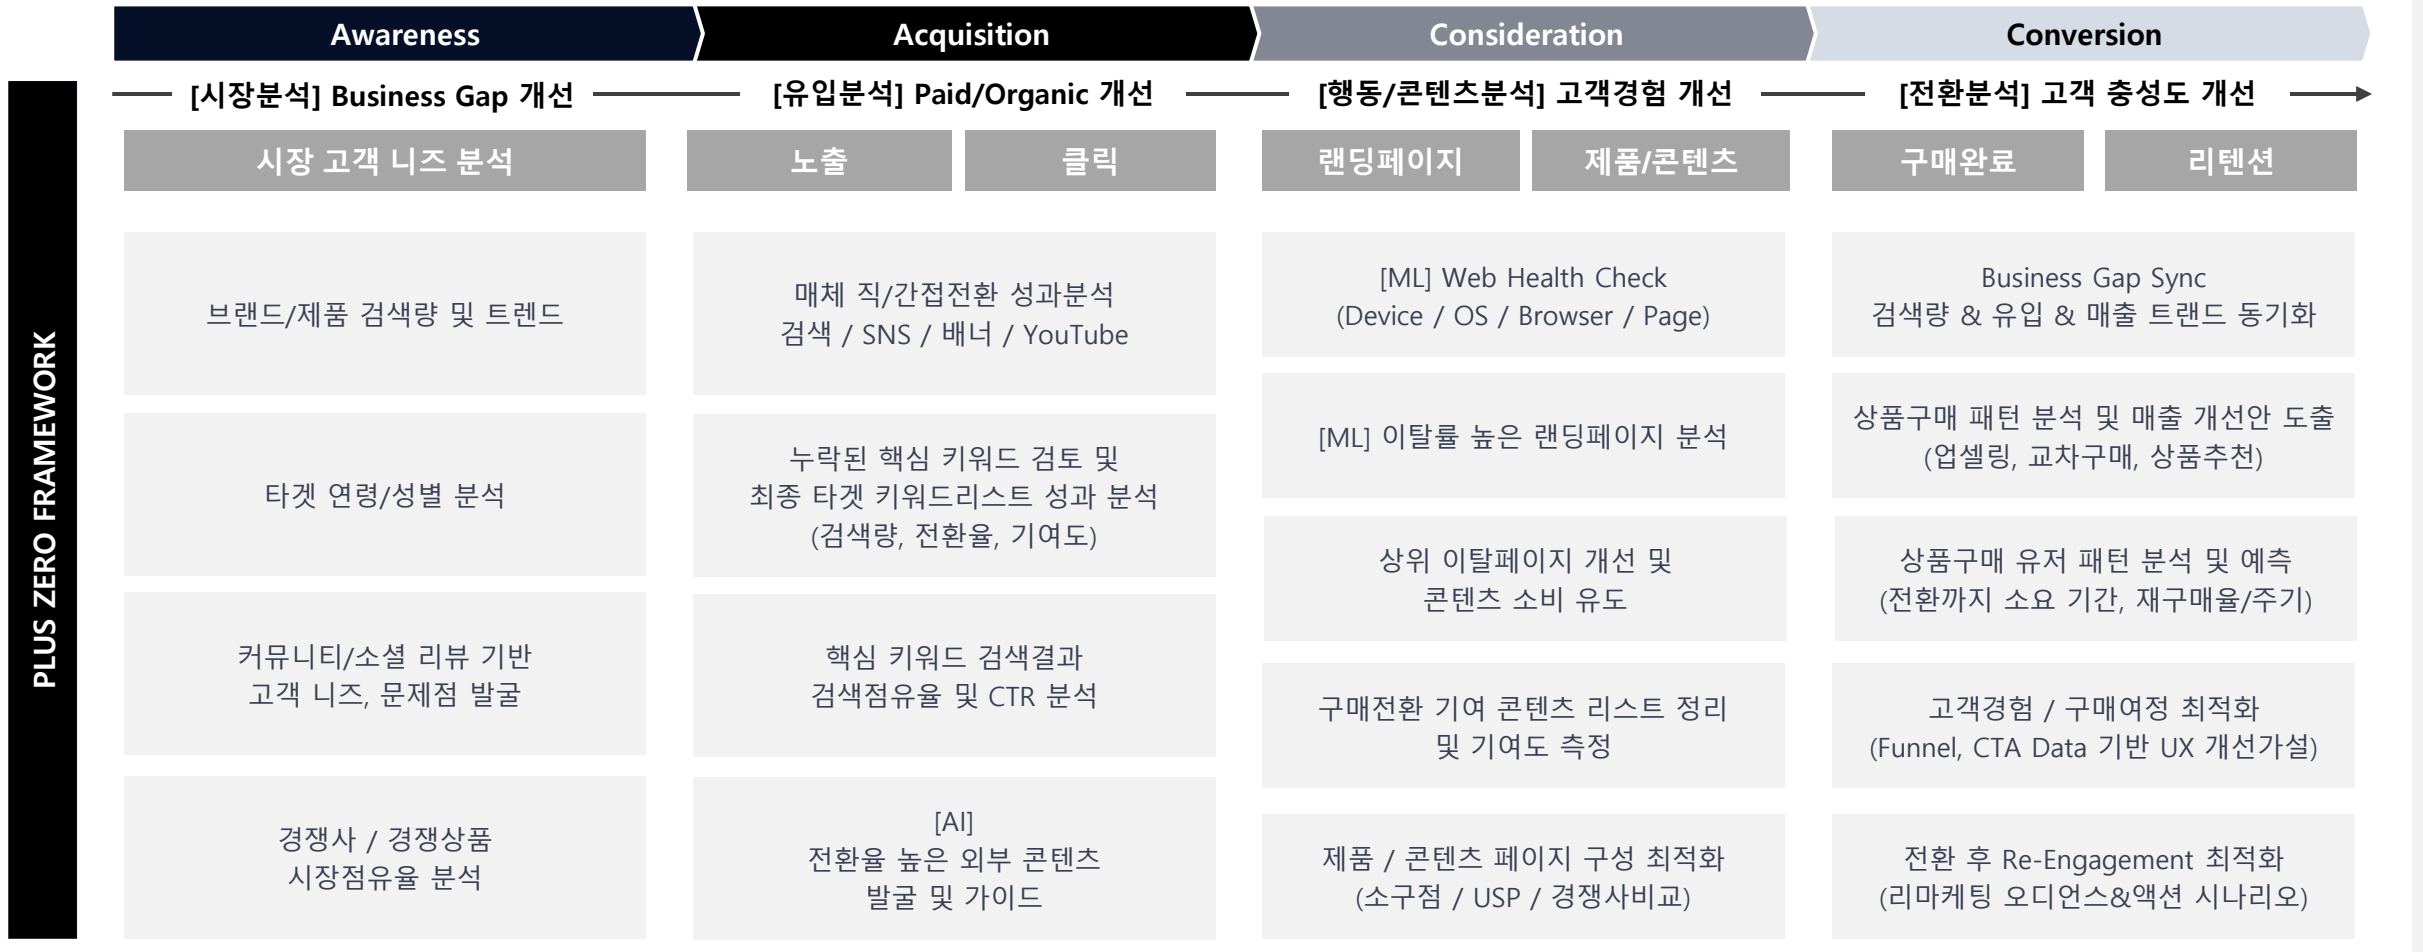 Awareness
Acquisition
Consideration
Conversion
[시장분석] Business Gap 개선
[유입분석] Paid/Organic 개선
[행동/콘텐츠분석] 고객경험 개선
[전환분석] 고객 충성도 개선
PLUS ZERO FRAMEWORK
시장 고객 니즈 분석
노출
클릭
랜딩페이지
제품/콘텐츠
구매완료
리텐션
브랜드/제품 검색량 및 트렌드
타겟 연령/성별 분석
커뮤니티/소셜 리뷰 기반
고객 니즈, 문제점 발굴
경쟁사 / 경쟁상품
시장점유율 분석
매체 직/간접전환 성과분석
검색 / SNS / 배너 / YouTube
누락된 핵심 키워드 검토 및
최종 타겟 키워드리스트 성과 분석
(검색량, 전환율, 기여도)
핵심 키워드 검색결과
검색점유율 및 CTR 분석
[AI]
전환율 높은 외부 콘텐츠
발굴 및 가이드
[ML] Web Health Check
(Device / OS / Browser / Page)
[ML] 이탈률 높은 랜딩페이지 분석
상위 이탈페이지 개선 및
콘텐츠 소비 유도
구매전환 기여 콘텐츠 리스트 정리
및 기여도 측정
제품 / 콘텐츠 페이지 구성 최적화
(소구점 / USP / 경쟁사비교)
Business Gap Sync
검색량 & 유입 & 매출 트랜드 동기화
상품구매 패턴 분석 및 매출 개선안 도출
(업셀링, 교차구매, 상품추천)
상품구매 유저 패턴 분석 및 예측
(전환까지 소요 기간, 재구매율/주기)
고객경험 / 구매여정 최적화
(Funnel, CTA Data 기반 UX 개선가설)
전환 후 Re-Engagement 최적화
(리마케팅 오디언스&액션 시나리오)